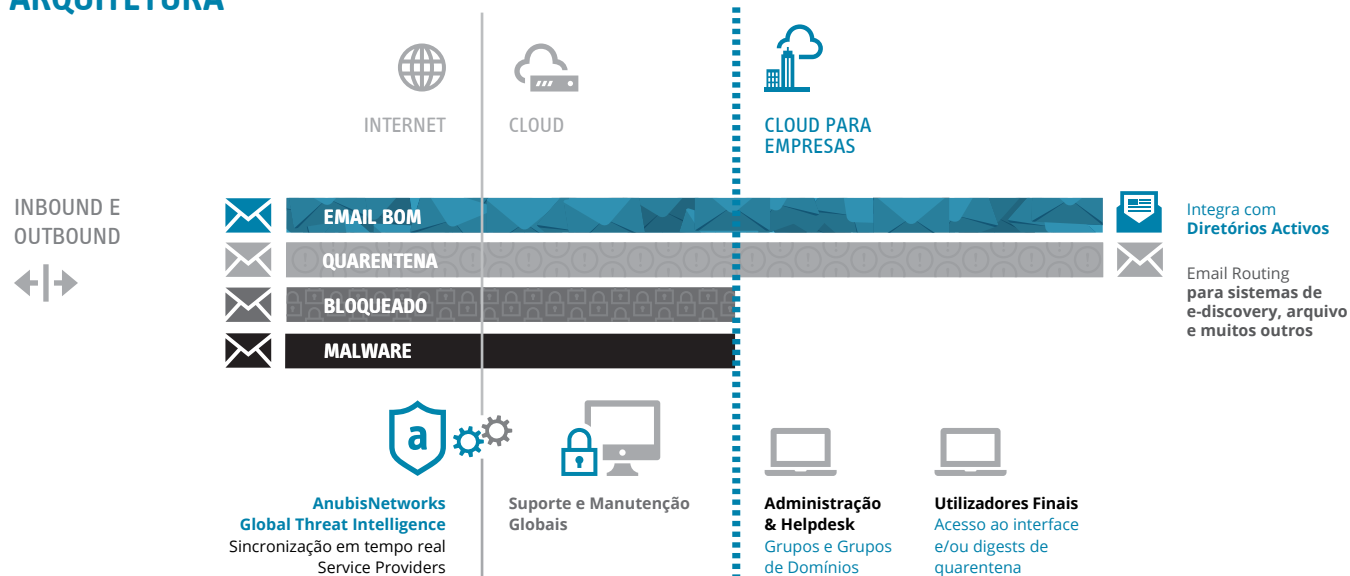 ARQUITETURA
INTERNET
CLOUD
CLOUD PARA
EMPRESAS
INBOUND E
OUTBOUND
EMAIL BOM
QUARENTENA
BLOQUEADO
MALWARE
Integra com
Diretórios Activos
Email Routing
para sistemas de
e-discovery, arquivo
e muitos outros
a
AnubisNetworks
Global Threat Intelligence
Sincronização em tempo real
Service Providers
Suporte e Manutenção
Globais
Administração
& Helpdesk
Grupos e Grupos
de Domínios
Utilizadores Finais
Acesso ao interface
e/ou digests de
quarentena